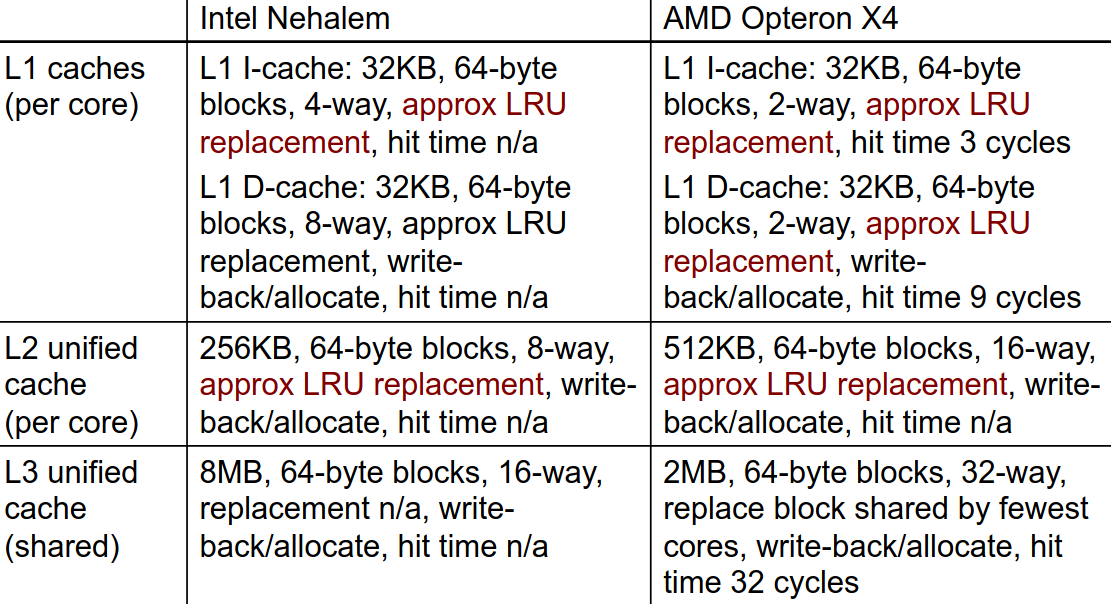 Intel Nehalem
AMD Opteron X4
L1 caches
(per core)
L1 I-cache: 32KB, 64-byte
blocks, 4-way, approx LRU
replacement, hit time n/a
L1 D-cache: 32KB, 64-byte
blocks, 8-way, approx LRU
replacement, write-
back/allocate, hit time n/a
L1 I-cache: 32KB, 64-byte
blocks, 2-way, approx LRU
replacement, hit time 3 cycles
L1 D-cache: 32KB, 64-byte
blocks, 2-way, approx LRU
replacement, write-
back/allocate, hit time 9 cycles
L2 unified
cache
(per core)
256KB, 64-byte blocks, 8-way,
approx LRU replacement, write-
back/allocate, hit time n/a
512KB, 64-byte blocks, 16-way,
approx LRU replacement, write-
back/allocate, hit time n/a
L3 unified
cache
(shared)
8MB, 64-byte blocks, 16-way,
replacement n/a, write-
back/allocate, hit time n/a
2MB, 64-byte blocks, 32-way,
replace block shared by fewest
cores, write-back/allocate, hit
time 32 cycles